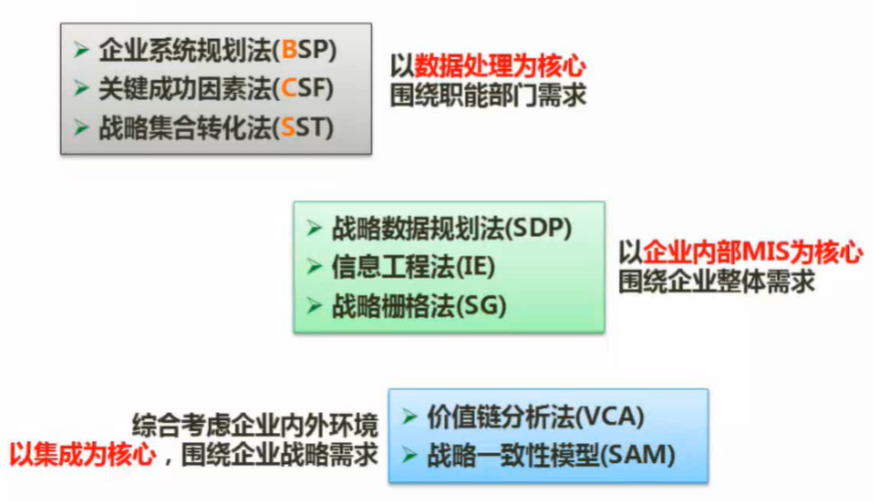 ➢ 企业系统规划法(BSP)
➢ 关键成功因素法(CSF)
➢ 战略集合转化法(SST)
以数据处理为核心
围绕职能部门需求
➢ 战略数据规划法(SDP)
➢ 信息工程法(IE)
➢ 战略栅格法(SG)
以企业内部MIS为核心
围绕企业整体需求
综合考虑企业内外环境
以集成为核心，围绕企业战略需求
➢ 价值链分析法(VCA)
➢ 战略一致性模型(SAM)